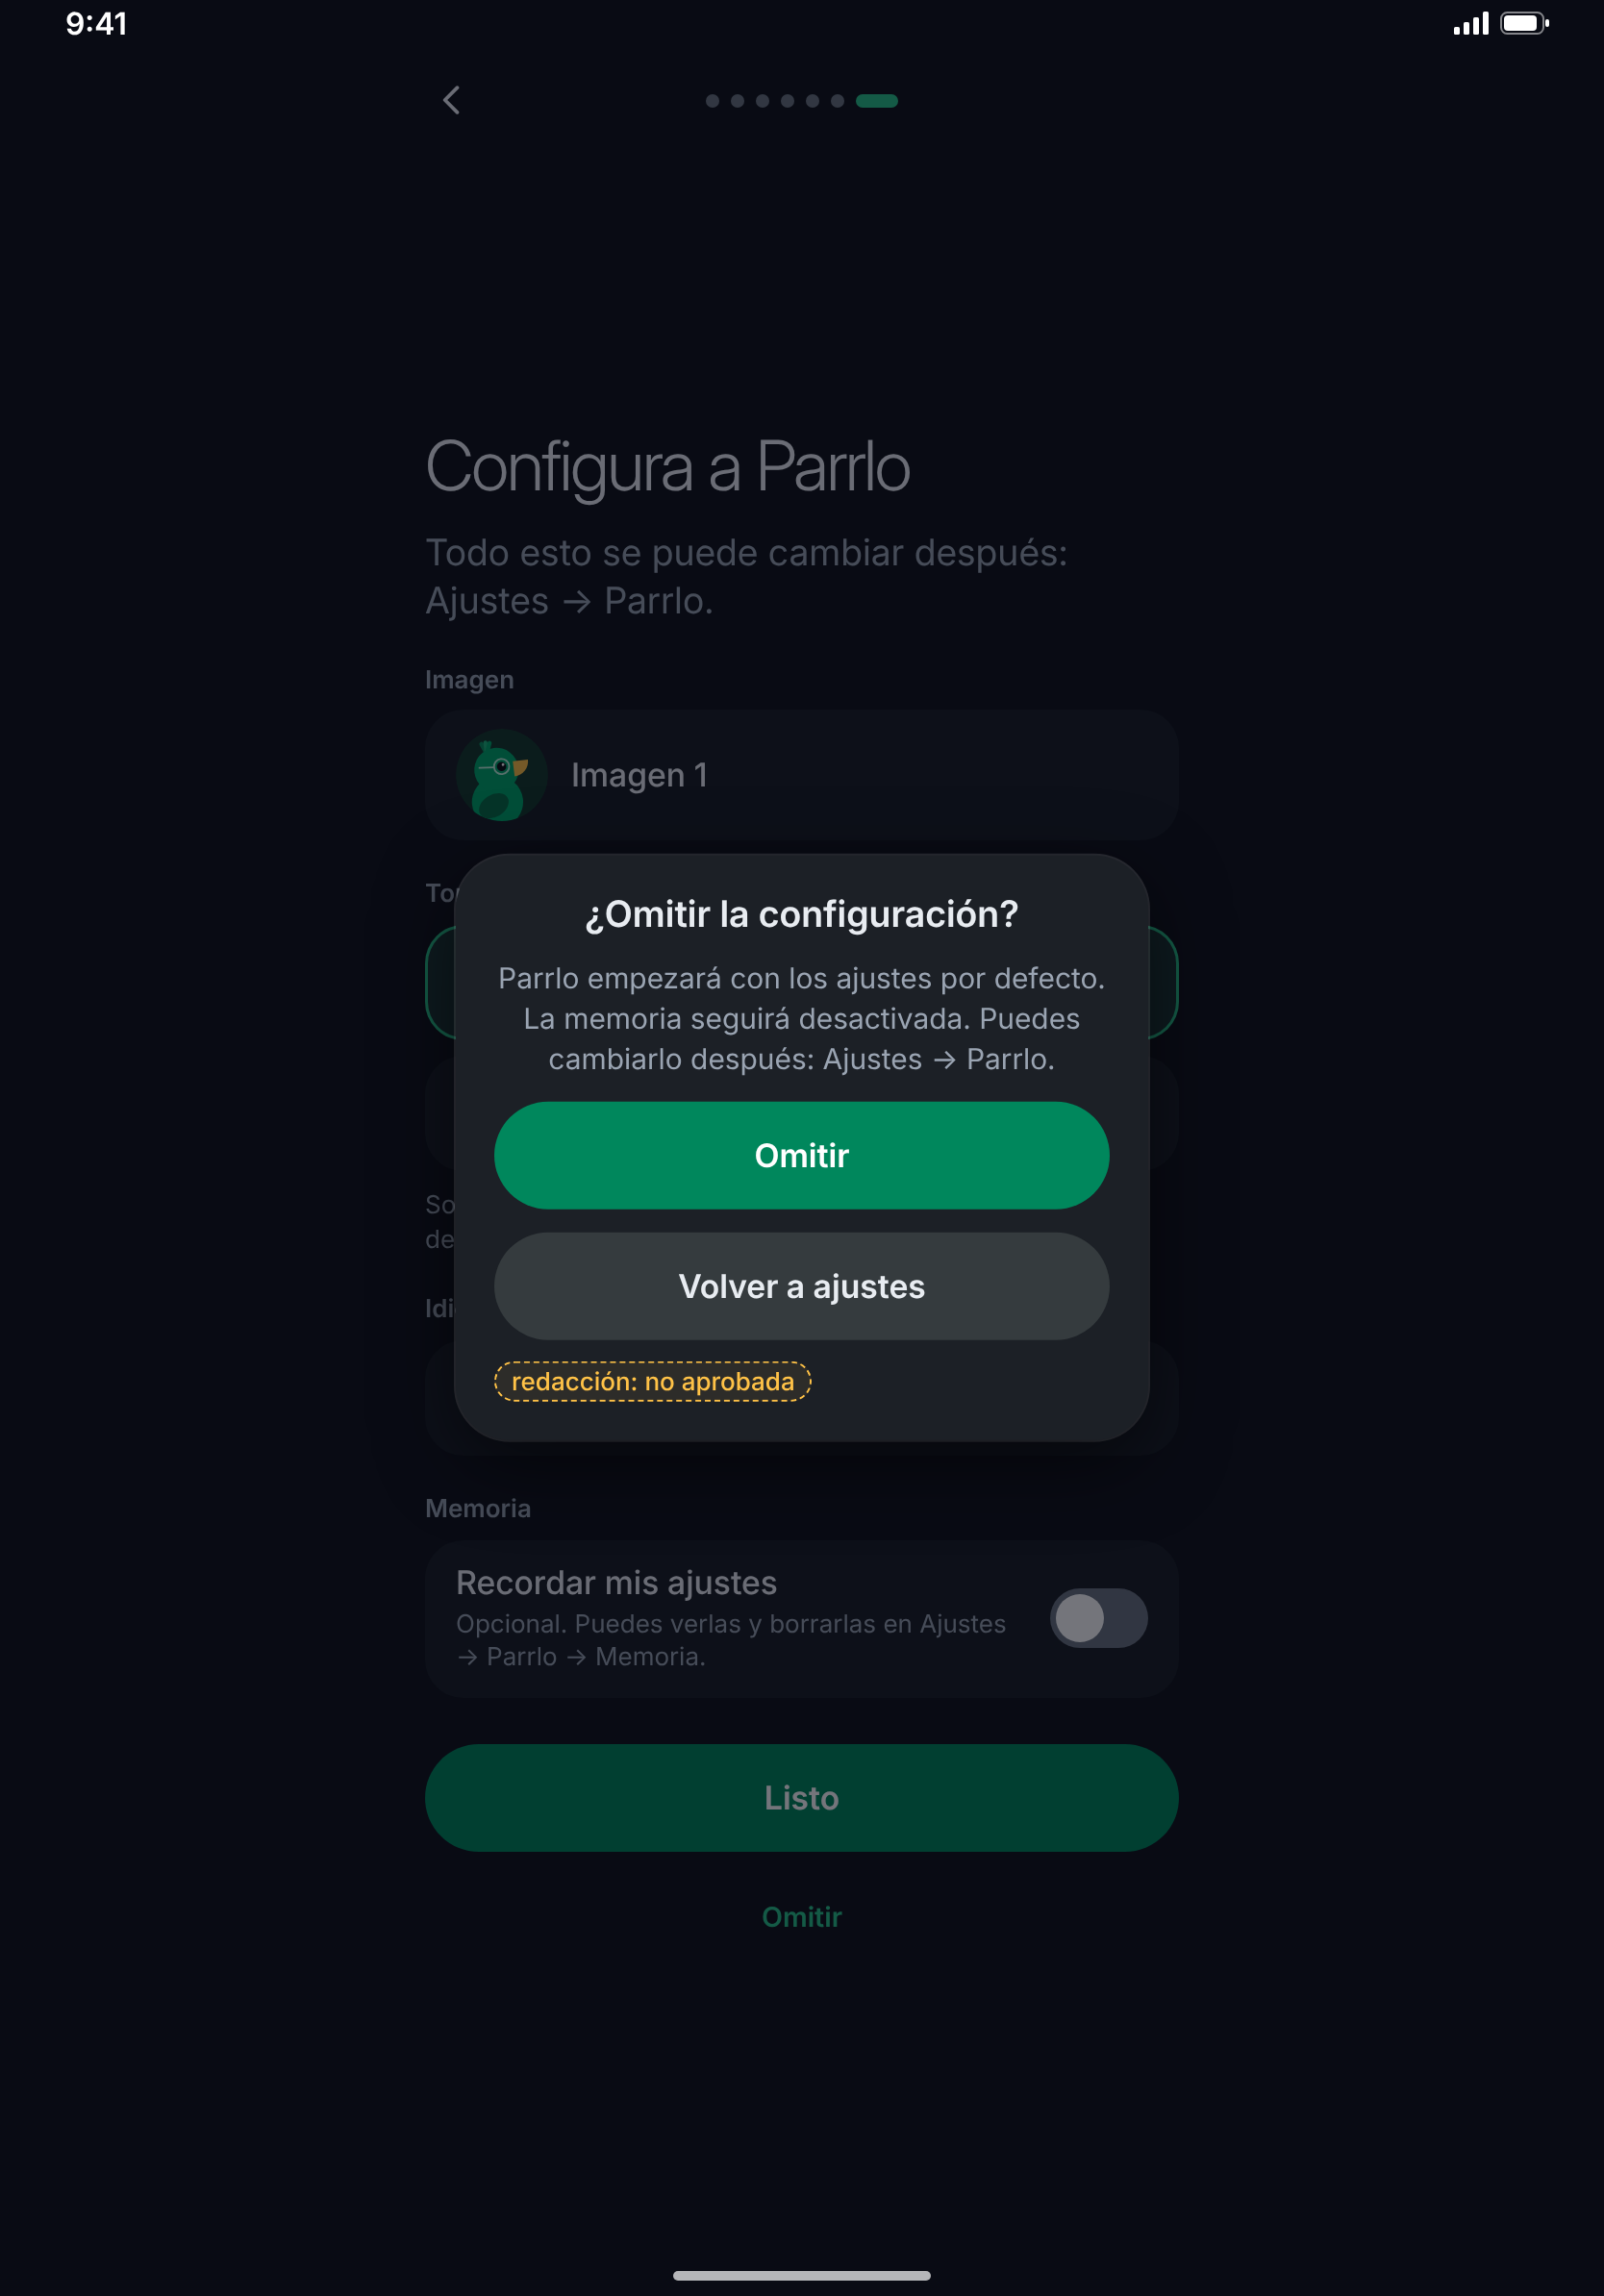 9:41
Configura a Parrlo
Todo esto se puede cambiar después:
Ajustes → Parrlo.
Imagen
Imagen 1
¿Omitir la configuración?
Parrlo empezará con los ajustes por defecto.
La memoria seguirá desactivada. Puedes
cambiarlo después: Ajustes → Parrlo.
Omitir
Volver a ajustes
redacción: no aprobada
Memoria
Recordar mis ajustes
Opcional. Puedes verlas y borrarlas en Ajustes
→ Parrlo → Memoria.
Listo
Omitir